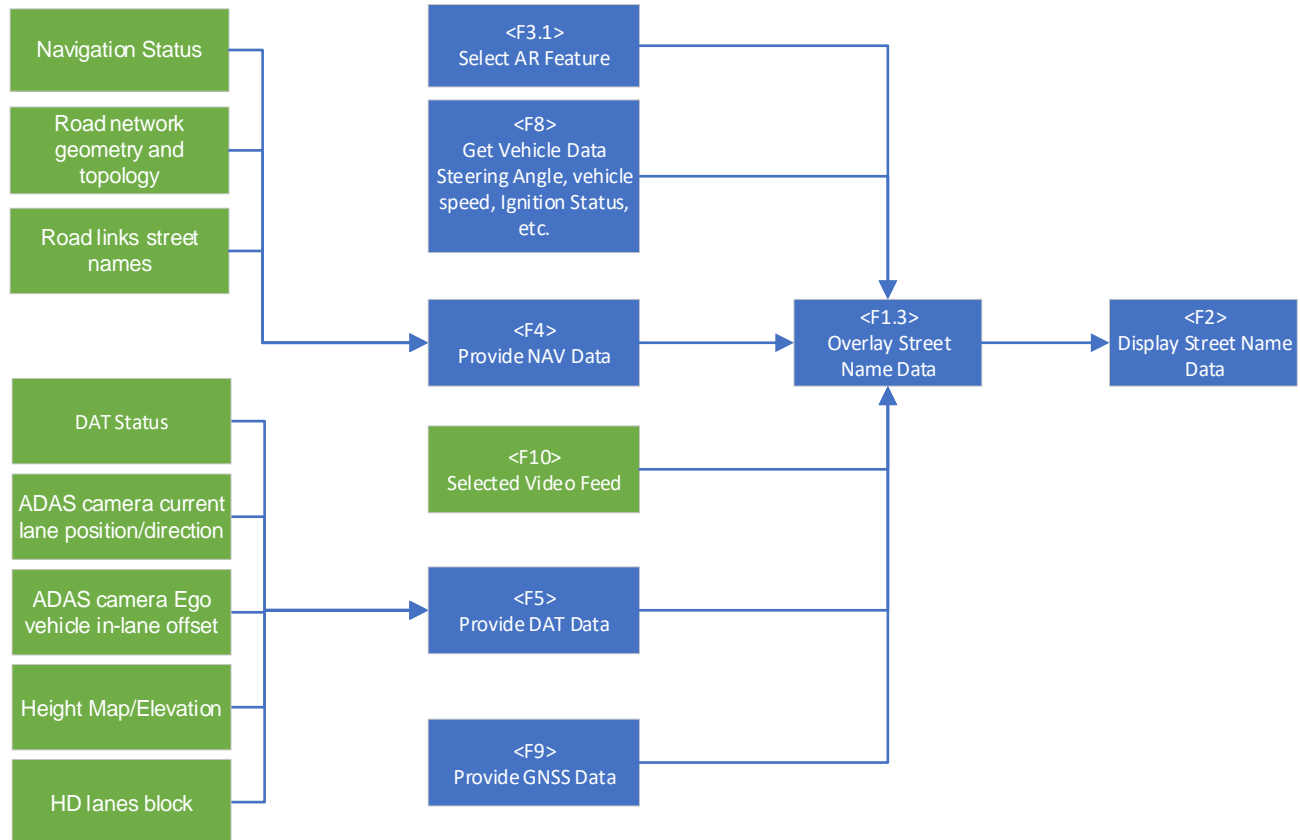 Navigation Status
Road network
geometry and
topology
Road links street
names
DAT Status
ADAS camera current
lane position/direction
ADAS camera Ego
vehicle in-lane offset
Height Map/Elevation
HD lanes block
<F3.1>
Select AR Feature
<F8>
Get Vehicle Data
Steering Angle, vehicle
speed, Ignition Status,
etc.
<F4>
Provide NAV Data
<F10>
Selected Video Feed
<F5>
Provide DAT Data
<F9>
Provide GNSS Data
<F1.3>
Overlay Street
Name Data
<F2>
Display Street Name
Data